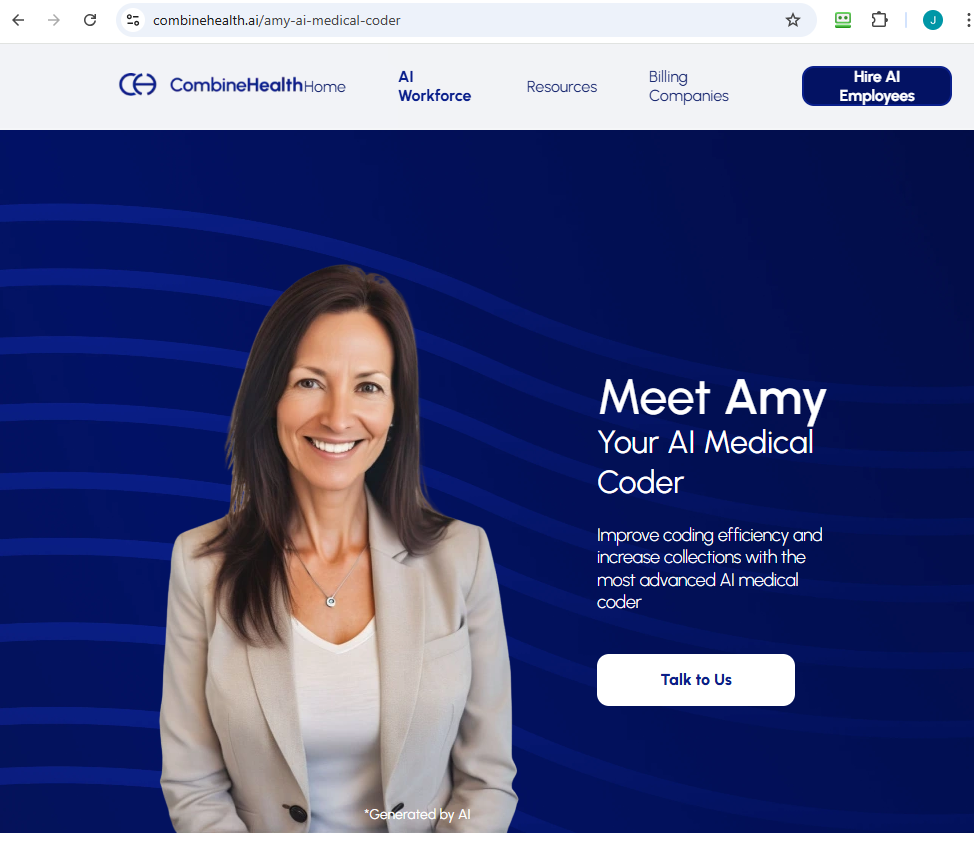 combinehealth.ai/amy-ai-medical-coder
J
CH CombineHealth
Home
AI
Workforce
Resources
Billing
Companies
Hire AI
Employees
Meet Amy
Your AI Medical
Coder
Improve coding efficiency and
increase collections with the
most advanced AI medical
coder
Talk to Us
*Generated by AI